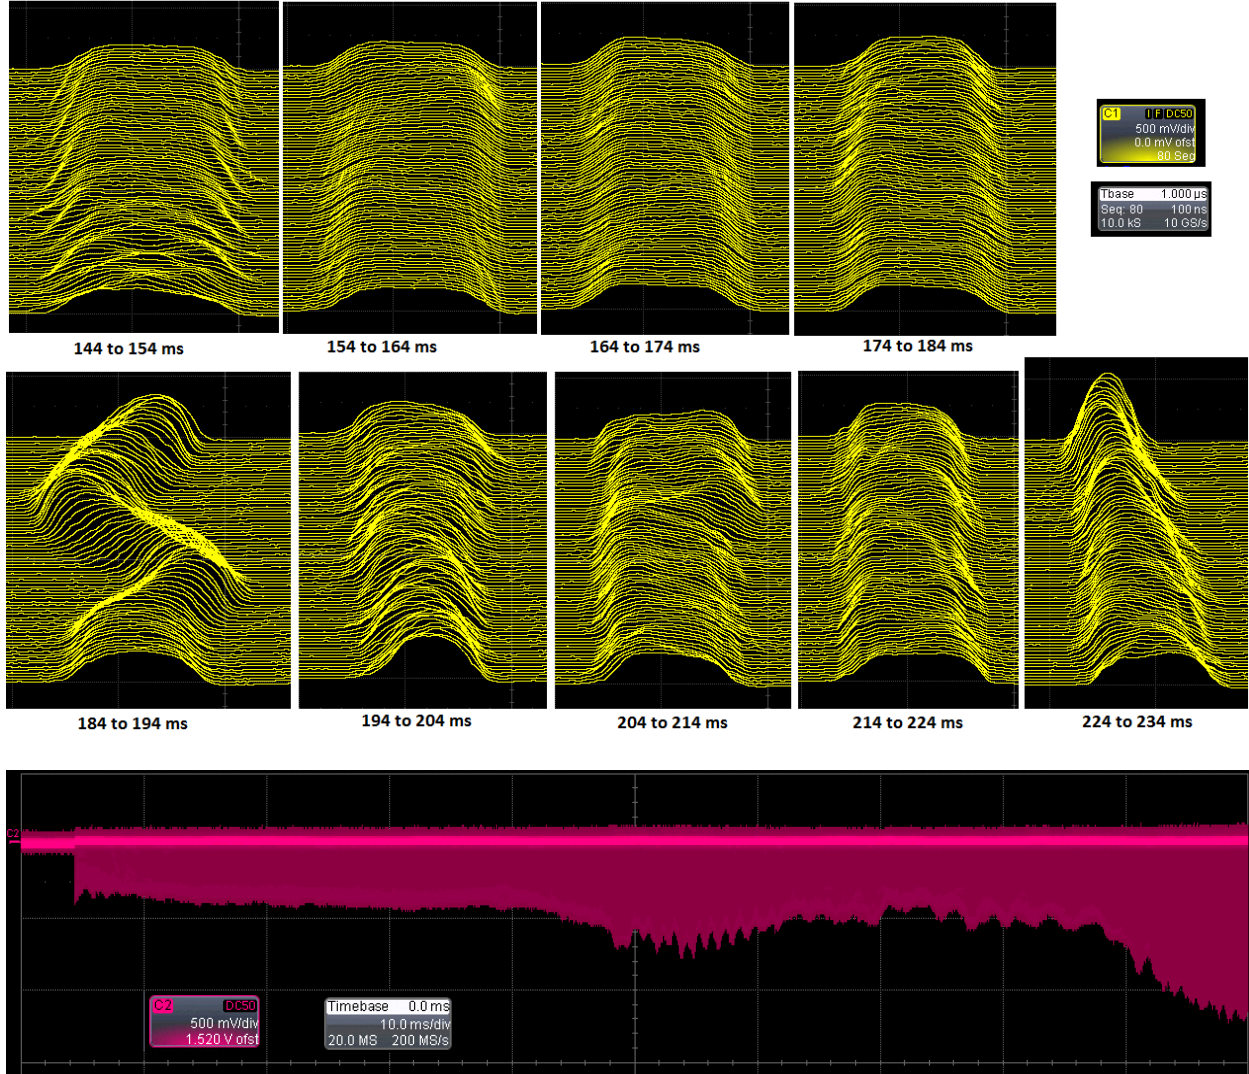 C1 I F DC50
500 mV/div
0.0 mV ofst
80 Seq
Tbase 1.000 µs
Seq: 80 100 ns
10.0 kS 10 GS/s
144 to 154 ms
154 to 164 ms
164 to 174 ms
174 to 184 ms
184 to 194 ms
194 to 204 ms
204 to 214 ms
214 to 224 ms
224 to 234 ms
C2
C2 DC50
500 mV/div
1.520 V ofst
Timebase 0.0 ms
10.0 ms/div
20.0 MS 200 MS/s